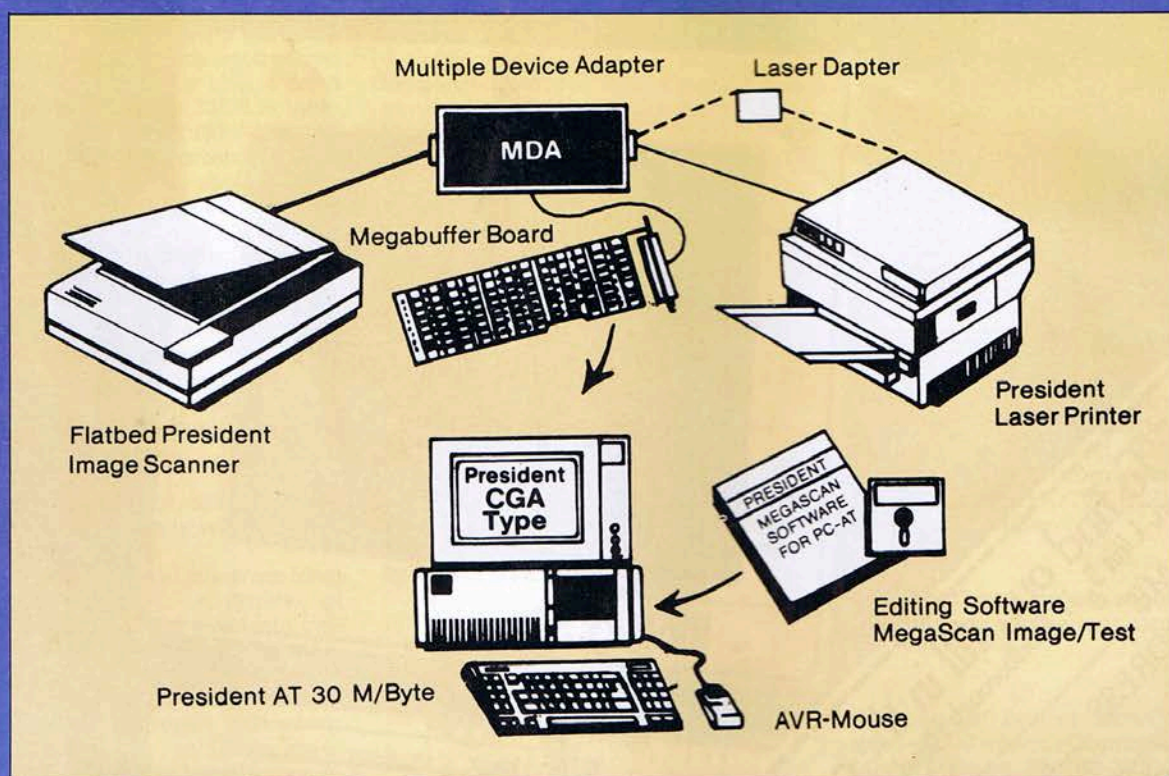 Multiple Device Adapter
Laser Dapter
MDA
Megabuffer Board
Flatbed President
Image Scanner
President
Laser Printer
President
CGA
Type
PRESIDENT
MEGASCAN
SOFTWARE
FOR PC-AT
Editing Software
MegaScan Image/Test
President AT 30 M/Byte
AVR-Mouse